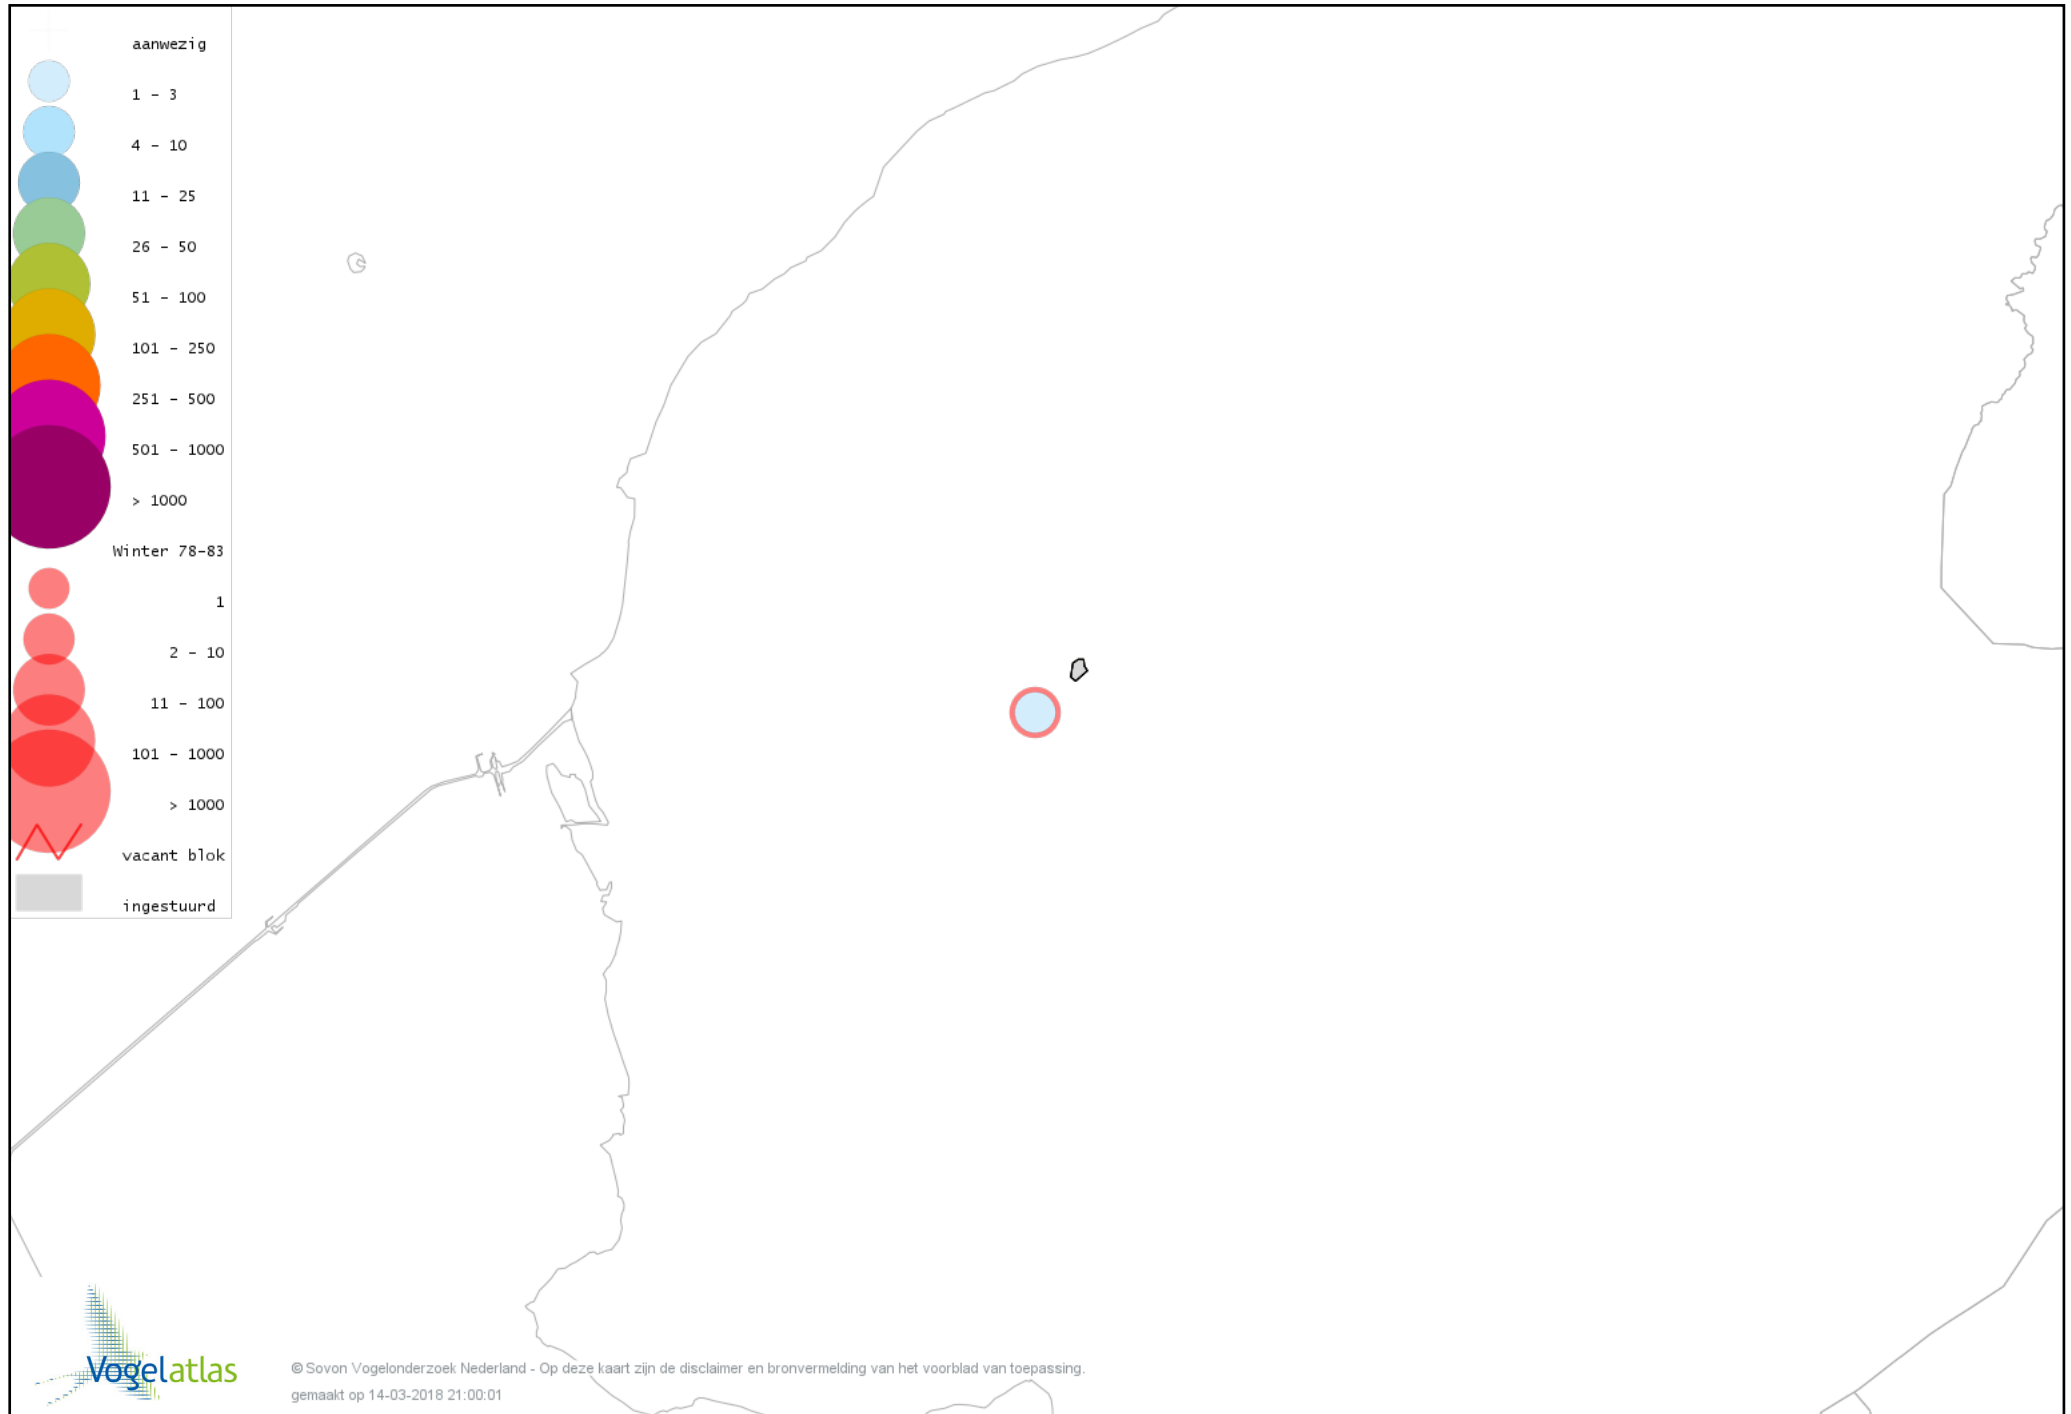 aanwezig
1 - 3
4 - 10
11 - 25
26 - 50
51 - 100
101 - 250
251 - 500
501 - 1000
> 1000
Winter 78-83
1
2 - 10
11 - 100
101 - 1000
> 1000
vacant blok
ingestuurd
Vogelatlas
© Sovon Vogelonderzoek Nederland - Op deze kaart zijn de disclaimer en bronvermelding van het voorblad van toepassing.
gemaakt op 14-03-2018 21:00:01